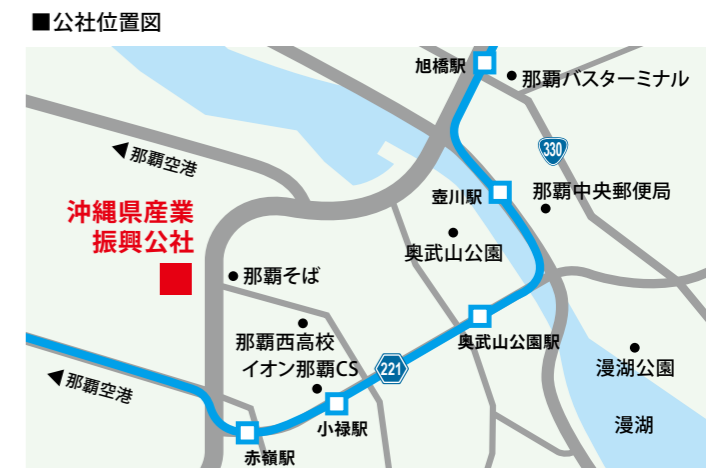 ■公社位置図
旭橋駅
那覇バスターミナル
◀那覇空港
330
壺川駅
那覇中央郵便局
沖縄県産業
振興公社
奥武山公園
那覇そば
那覇西高校
奥武山公園駅
イオン那覇CS
221
漫湖公園
◀那覇空港
小禄駅
漫湖
赤嶺駅